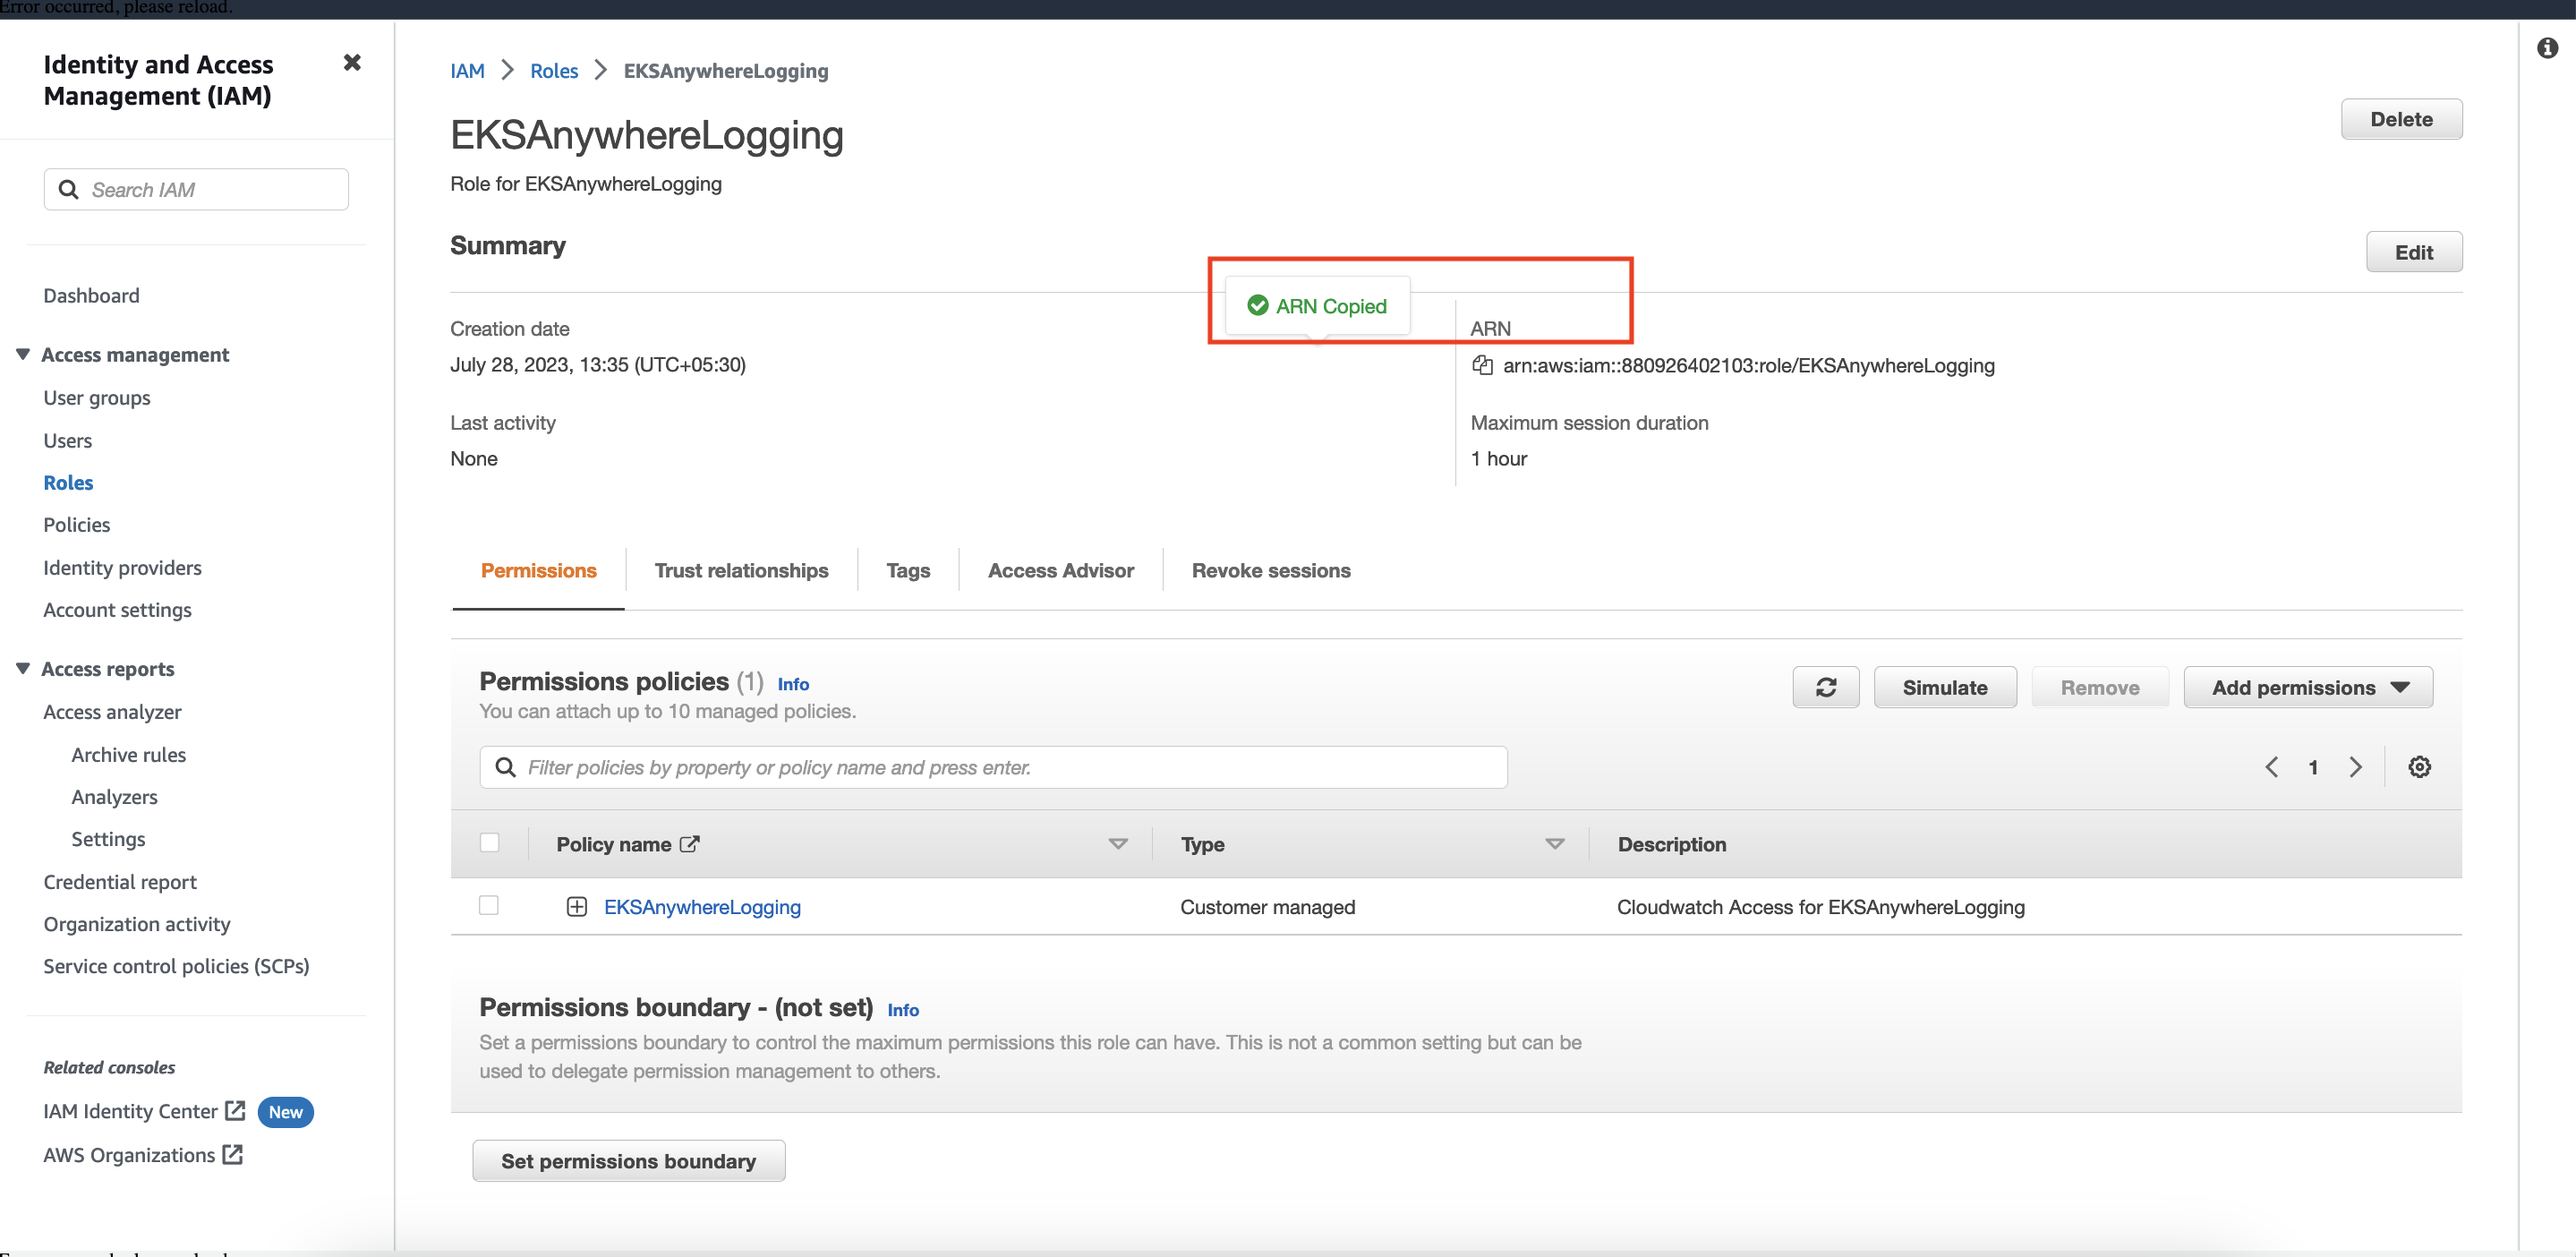 Error occurred, please reload.
Identity and Access
Management (IAM)
Search IAM
Dashboard
Access management
User groups
Users
Roles
Policies
Identity providers
Account settings
Access reports
Access analyzer
Archive rules
Analyzers
Settings
Credential report
Organization activity
Service control policies (SCPs)
Related consoles
IAM Identity Center New
AWS Organizations
IAM > Roles > EKSAnywhereLogging
EKSAnywhereLogging
Delete
Role for EKSAnywhereLogging
Summary
Edit
ARN Copied
Creation date
July 28, 2023, 13:35 (UTC+05:30)
Last activity
None
ARN
arn:aws:iam::880926402103:role/EKSAnywhereLogging
Maximum session duration
1 hour
Permissions Trust relationships Tags Access Advisor Revoke sessions
Permissions policies (1) Info
You can attach up to 10 managed policies.
Simulate Remove Add permissions
Filter policies by property or policy name and press enter.
1
Policy name Type Description
EKSAnywhereLogging Customer managed Cloudwatch Access for EKSAnywhereLogging
Permissions boundary - (not set) Info
Set a permissions boundary to control the maximum permissions this role can have. This is not a common setting but can be
used to delegate permission management to others.
Set permissions boundary